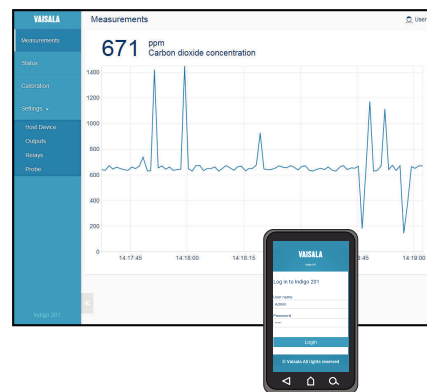 VAISALA
Measurements
User
Measurements
Status
Calibration
Settings
Host Device
Outputs
Relays
Probe
Indigo 201
671 ppm
Carbon dioxide concentration
1400
1200
1000
800
600
400
200
0
14:17:45
14:18:00
14:18:15
:45
14:19:00
VAISALA
Log in to Indigo 201
User name
Admin
Password
Login
© Vaisala All rights reserved